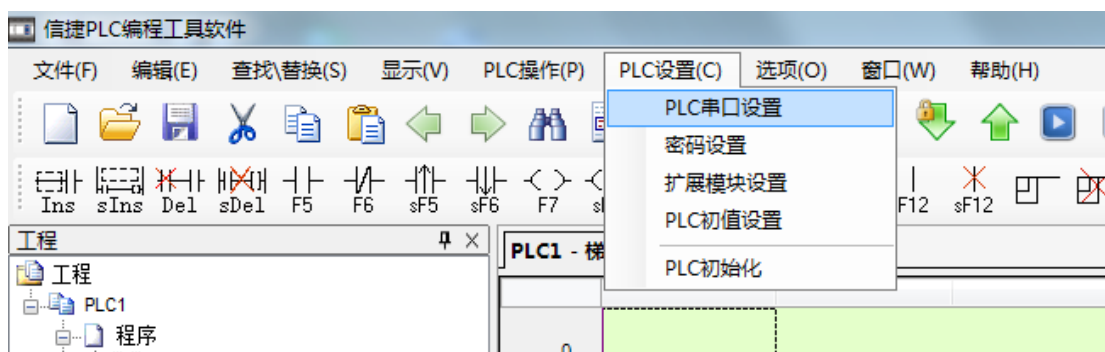 信捷PLC编程工具软件
文件(F) 编辑(E) 查找\替换(S) 显示(V) PLC操作(P) PLC设置(C) 选项(O) 窗口(W) 帮助(H)
PLC串口设置
密码设置
扩展模块设置
PLC初值设置
PLC初始化
Ins sIns Del sDel F5 F6 sF5 sF6 F7 F12 sF12
工程
PLC1 - 梯
工程
PLC1
程序
0